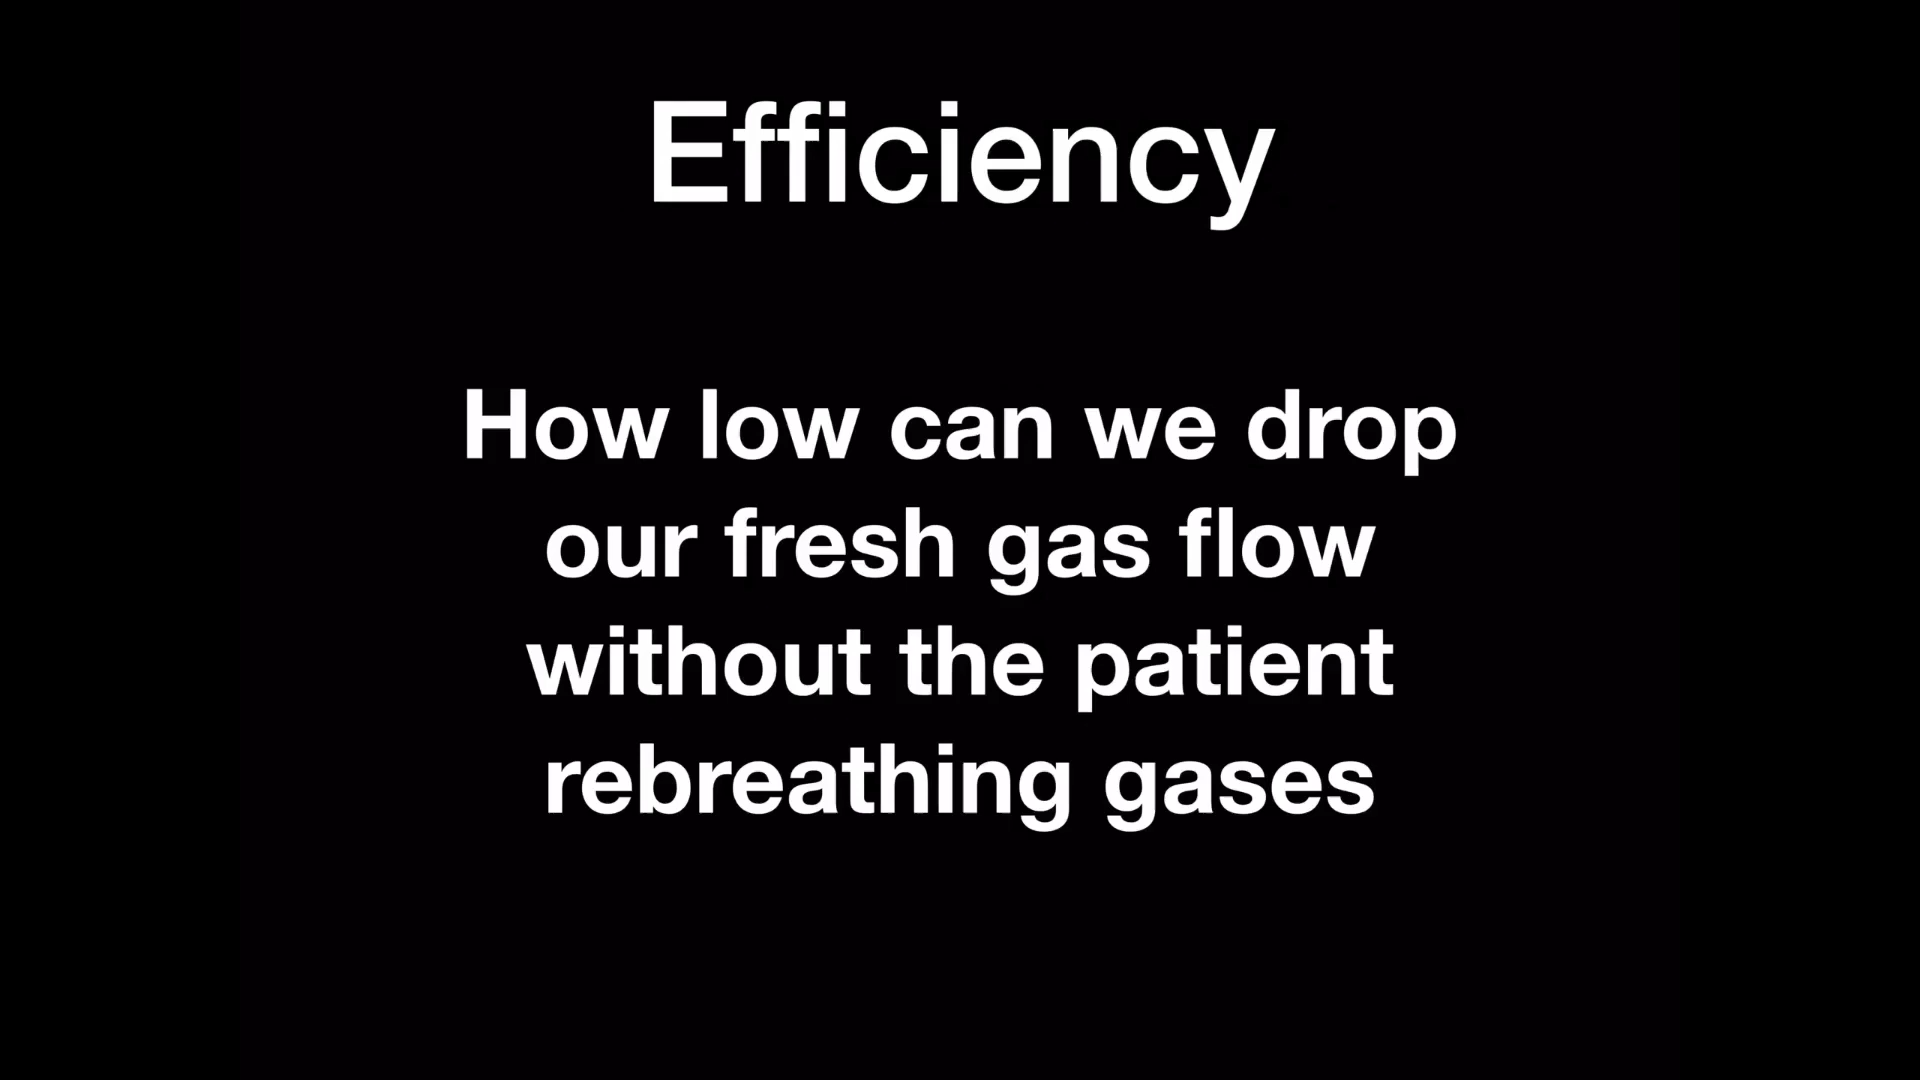 Efficiency
How low can we drop
our fresh gas flow
without the patient
rebreathing gases